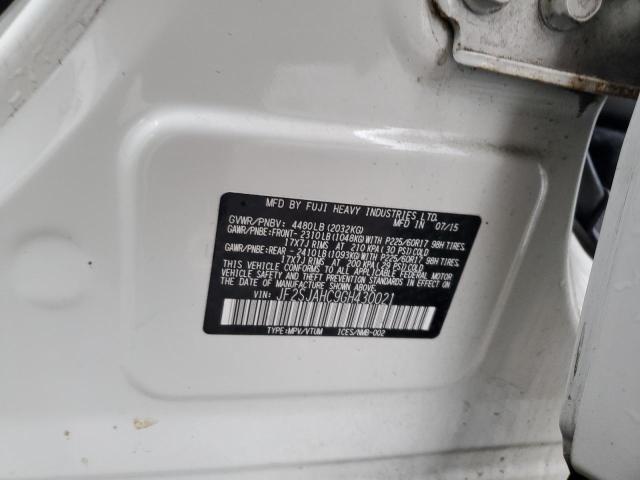 MFD BY FUJI HEAVY INDUSTRIES LTD.
GVWR/PNBV: 4480LB(2032KG) MFD IN 07/15
GAWR/PNBE:FRONT-2310LB(1048KG)WITH P225/60R17 98H TIRES,
17X7J RIMS AT 210 KPA( 30 PSI)COLD
GAWR/PNBE:REAR -2410LB(1093KG)WITH P225/60R17 98H TIRES,
17X7J RIMS AT 200 KPA( 29 PSI)COLD
THIS VEHICLE CONFORMS TO ALL APPLICABLE
FEDERAL MOTOR VEHICLE SAFETY, BUMPER,
AND THEFT PREVENTION STANDARDS IN EFFECT ON
THE DATE OF MANUFACTURE SHOWN ABOVE.
VIN: JF2SJAHC9GH430021
TYPE:MPV/VTUM ICES/NMB-002